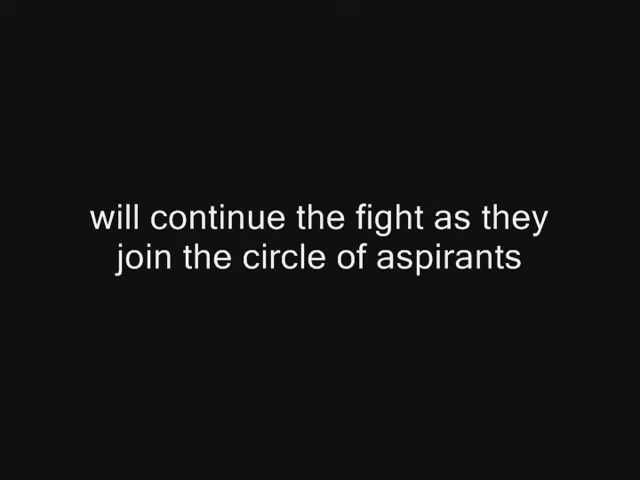 will continue the fight as they
join the circle of aspirants